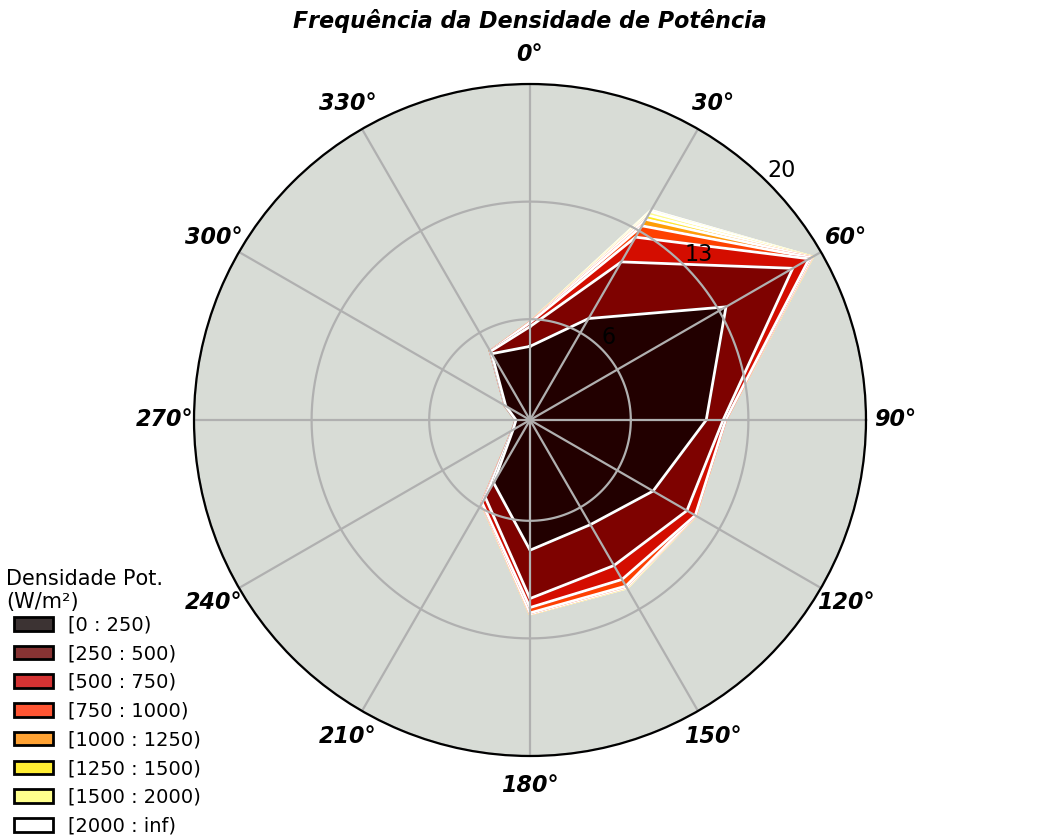 Frequência da Densidade de Potência
0°
330°
30°
20
300°
60°
13
6
270°
90°
240°
120°
210°
150°
180°
Densidade Pot.
(W/m²)
[0 : 250)
[250 : 500)
[500 : 750)
[750 : 1000)
[1000 : 1250)
[1250 : 1500)
[1500 : 2000)
[2000 : inf)